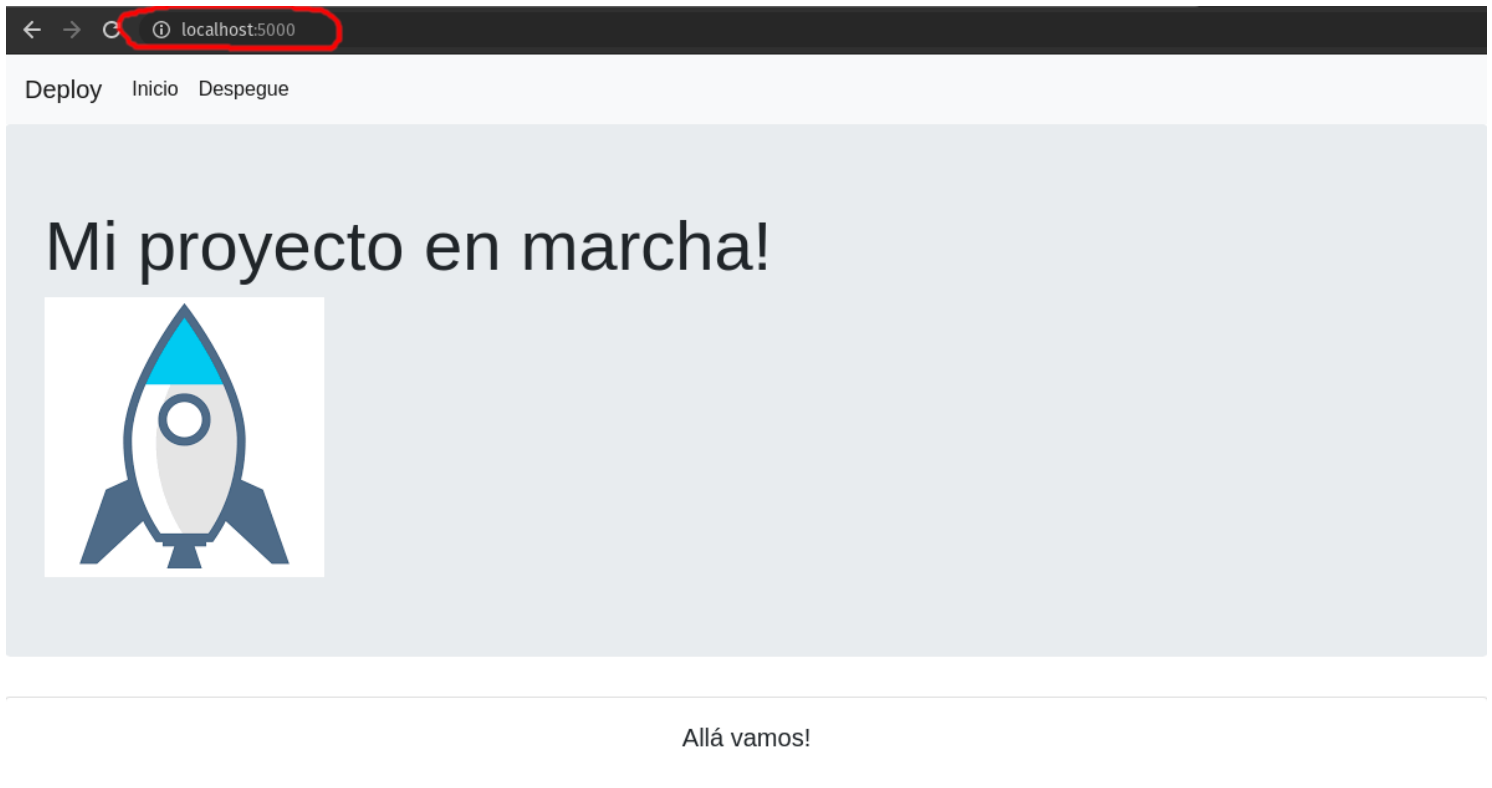 localhost:5000
Deploy Inicio Despegue
Mi proyecto en marcha!
Allá vamos!